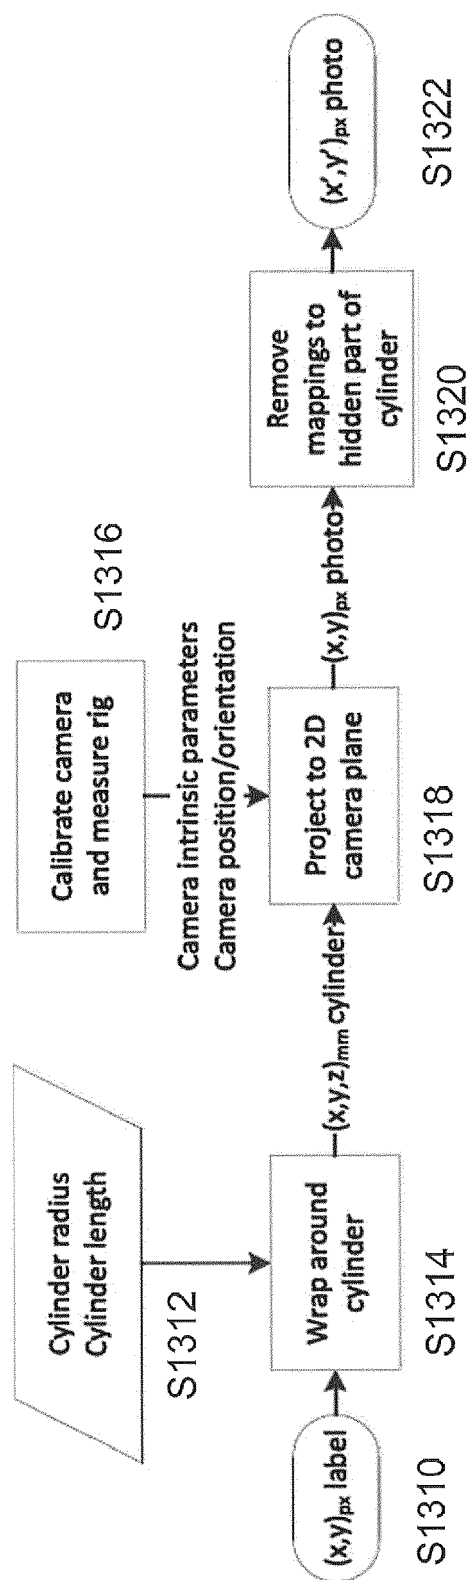 Cylinder radius
Cylinder length
S1312
Calibrate camera
and measure rig
S1316
Camera intrinsic parameters
Camera position/orientation
(x,y)px label
S1310
Wrap around
cylinder
S1314
(x,y,z)mm cylinder
Project to 2D
camera plane
S1318
(x,y)px photo
Remove
mappings to
hidden part of
cylinder
S1320
(x’,y’)px photo
S1322